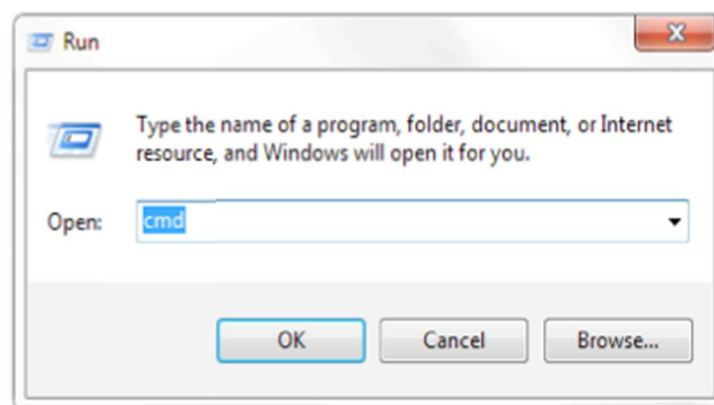 Run
Type the name of a program, folder, document, or Internet
resource, and Windows will open it for you.
Open: cmd
OK Cancel Browse...